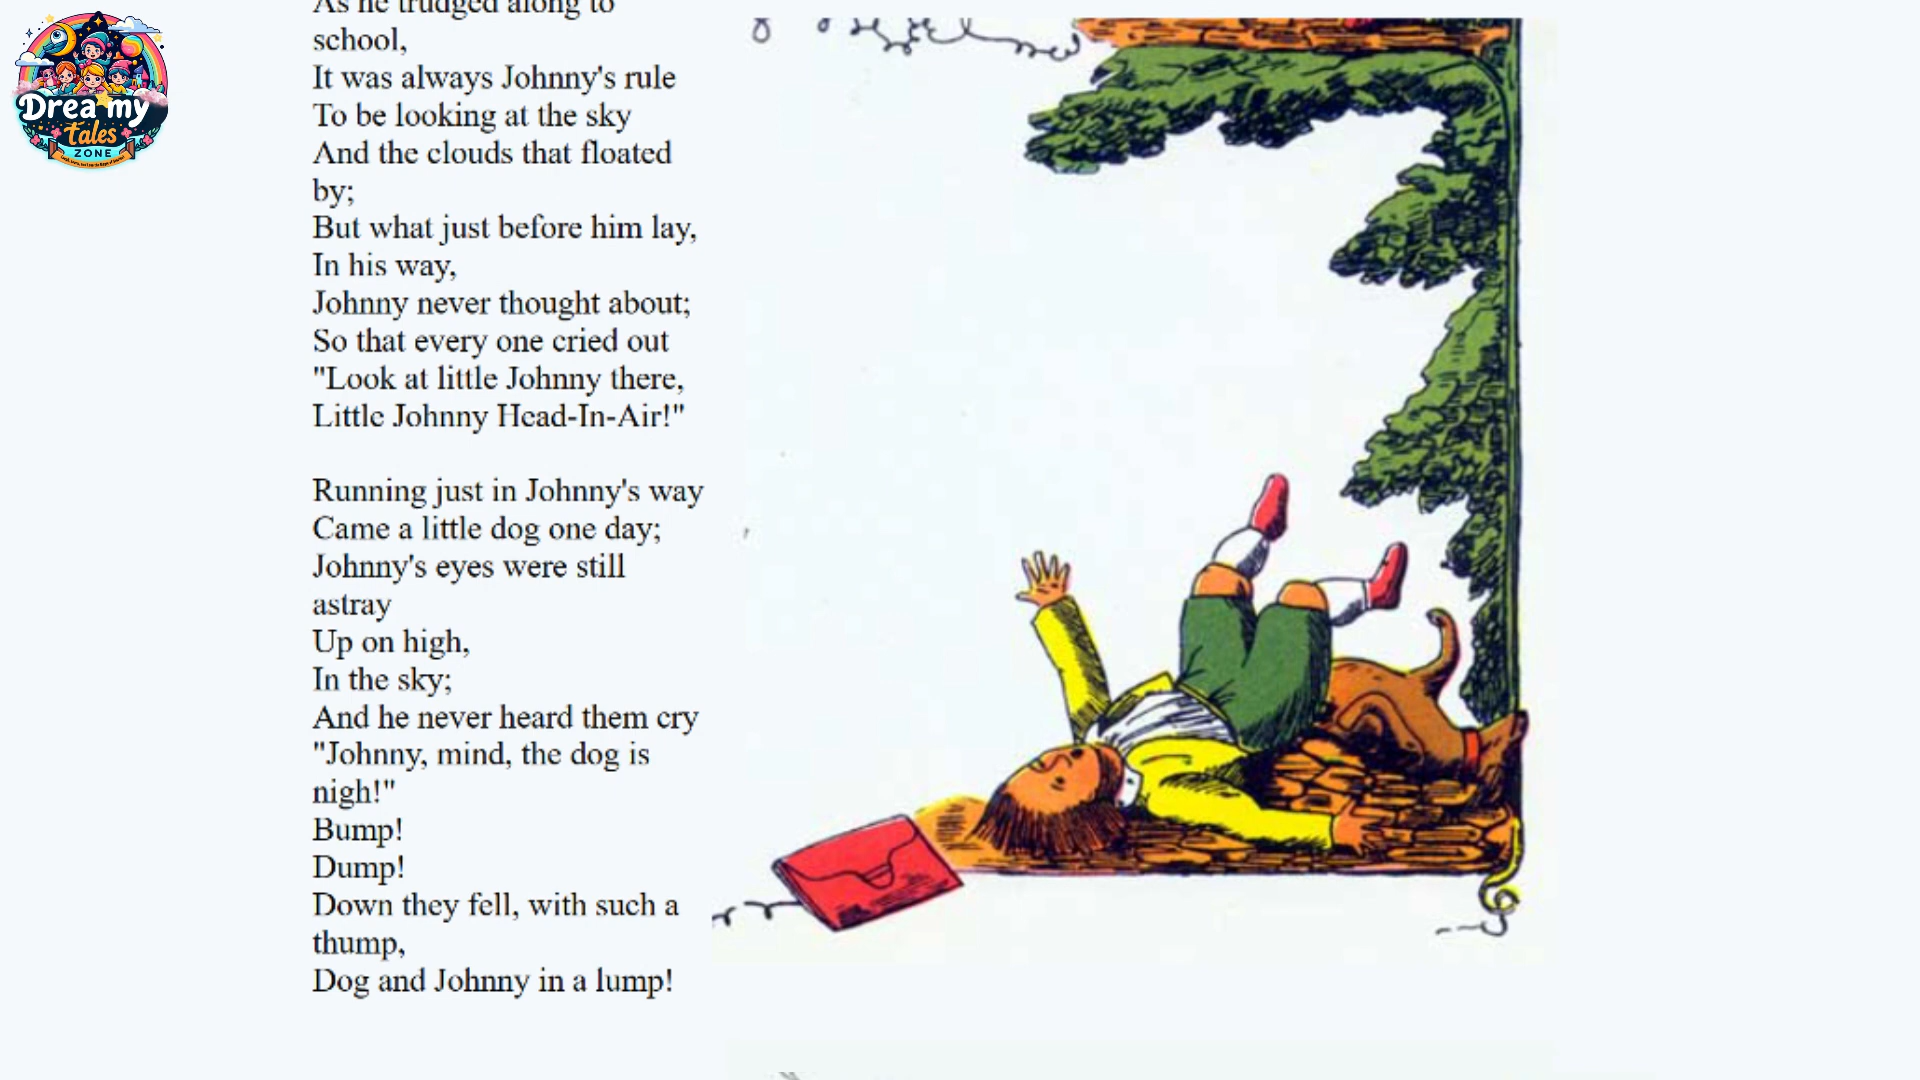 Dreamy
tales
ZONE
As he trudged along to
school,
It was always Johnny's rule
To be looking at the sky
And the clouds that floated
by;
But what just before him lay,
In his way,
Johnny never thought about;
So that every one cried out
"Look at little Johnny there,
Little Johnny Head-In-Air!"
Running just in Johnny's way
Came a little dog one day;
Johnny's eyes were still
astray
Up on high,
In the sky;
And he never heard them cry
"Johnny, mind, the dog is
nigh!"
Bump!
Dump!
Down they fell, with such a
thump,
Dog and Johnny in a lump!